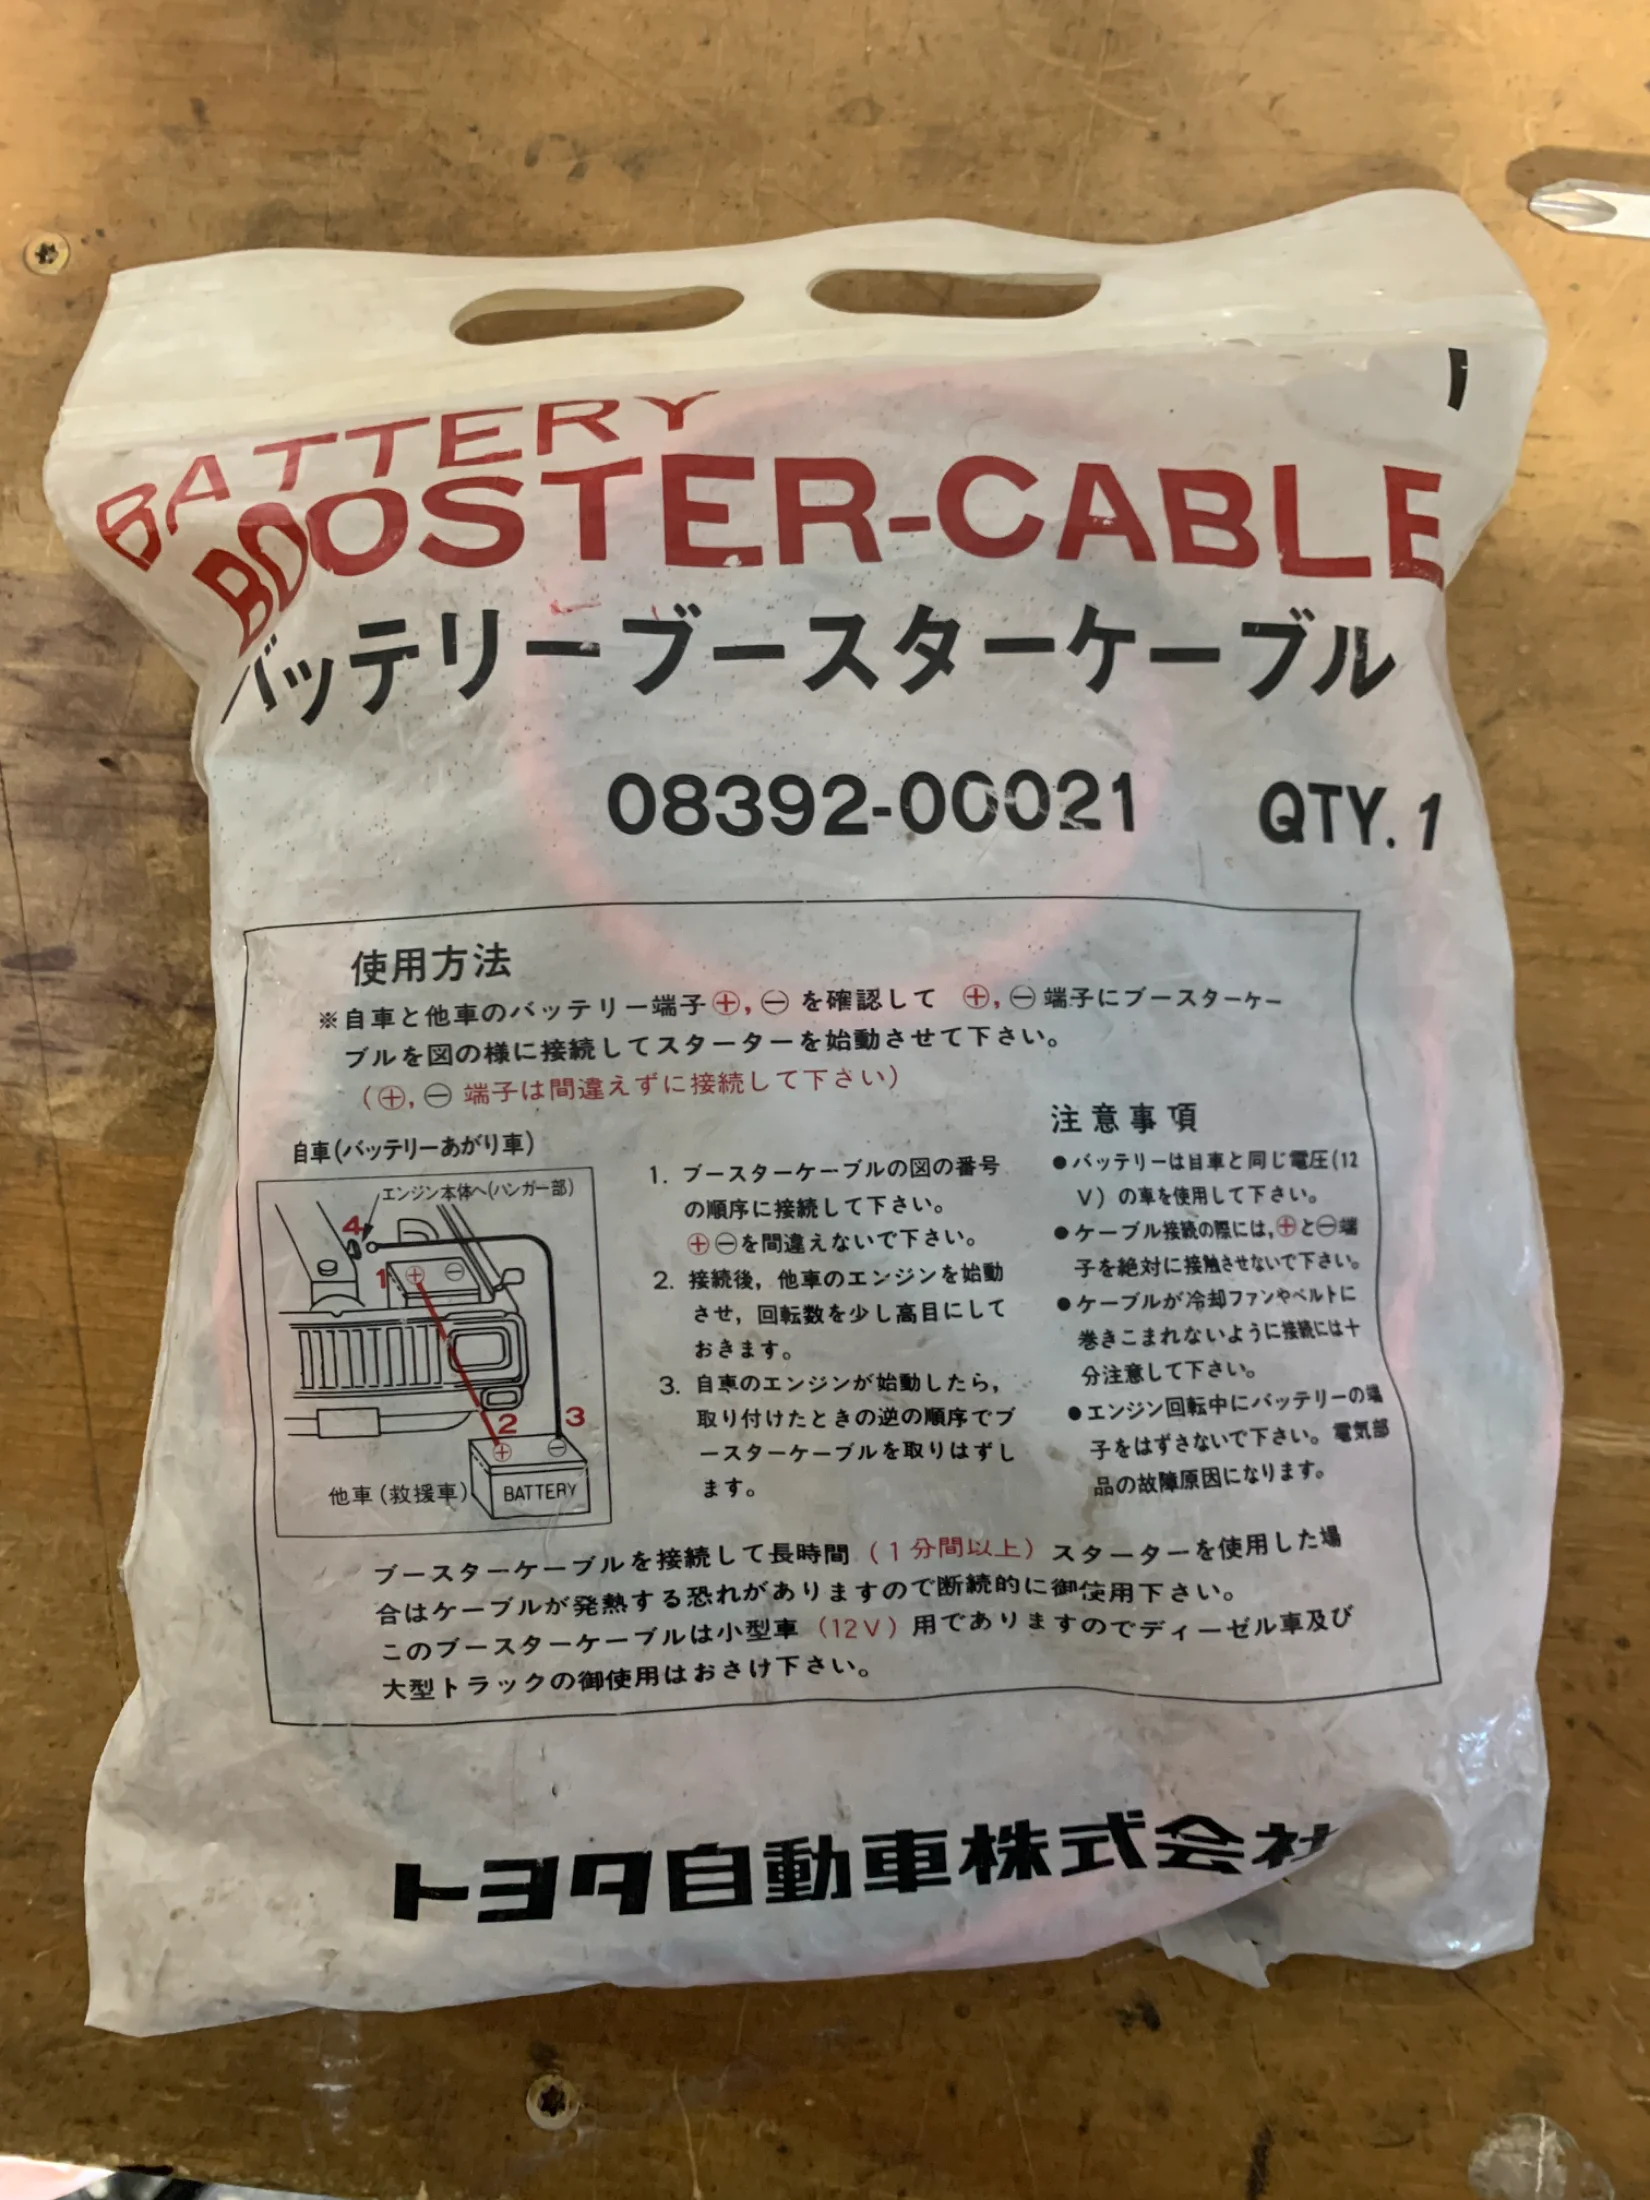 BATTERY
BOOSTER-CABLE
バッテリーブースターケーブル
08392-00021 QTY. 1
使用方法
※自車と他車のバッテリー端子⊕,⊖を確認して ⊕,⊖端子にブースターケー
ブルを図の様に接続してスターターを始動させて下さい。
(⊕,⊖端子は間違えずに接続して下さい)
自車(バッテリーあがり車)
エンジン本体へ(ハンガー部)
4
1 ⊕ ⊖
2 3
⊕ ⊖
他車(救援車)
BATTERY
1. ブースターケーブルの図の番号
の順序に接続して下さい。
⊕⊖を間違えないで下さい。
2. 接続後,他車のエンジンを始動
させ,回転数を少し高目にして
おきます。
3. 自車のエンジンが始動したら,
取り付けたときの逆の順序でブ
ースターケーブルを取りはずし
ます。
注意事項
●バッテリーは自車と同じ電圧(12
V)の車を使用して下さい。
●ケーブル接続の際には,⊕と⊖端
子を絶対に接触させないで下さい。
●ケーブルが冷却ファンやベルトに
巻きこまれないように接続には十
分注意して下さい。
●エンジン回転中にバッテリーの端
子をはずさないで下さい。電気部
品の故障原因になります。
ブースターケーブルを接続して長時間(1分間以上)スターターを使用した場
合はケーブルが発熱する恐れがありますので断続的に御使用下さい。
このブースターケーブルは小型車(12V)用でありますのでディーゼル車及び
大型トラックの御使用はおさけ下さい。
トヨタ自動車株式会社